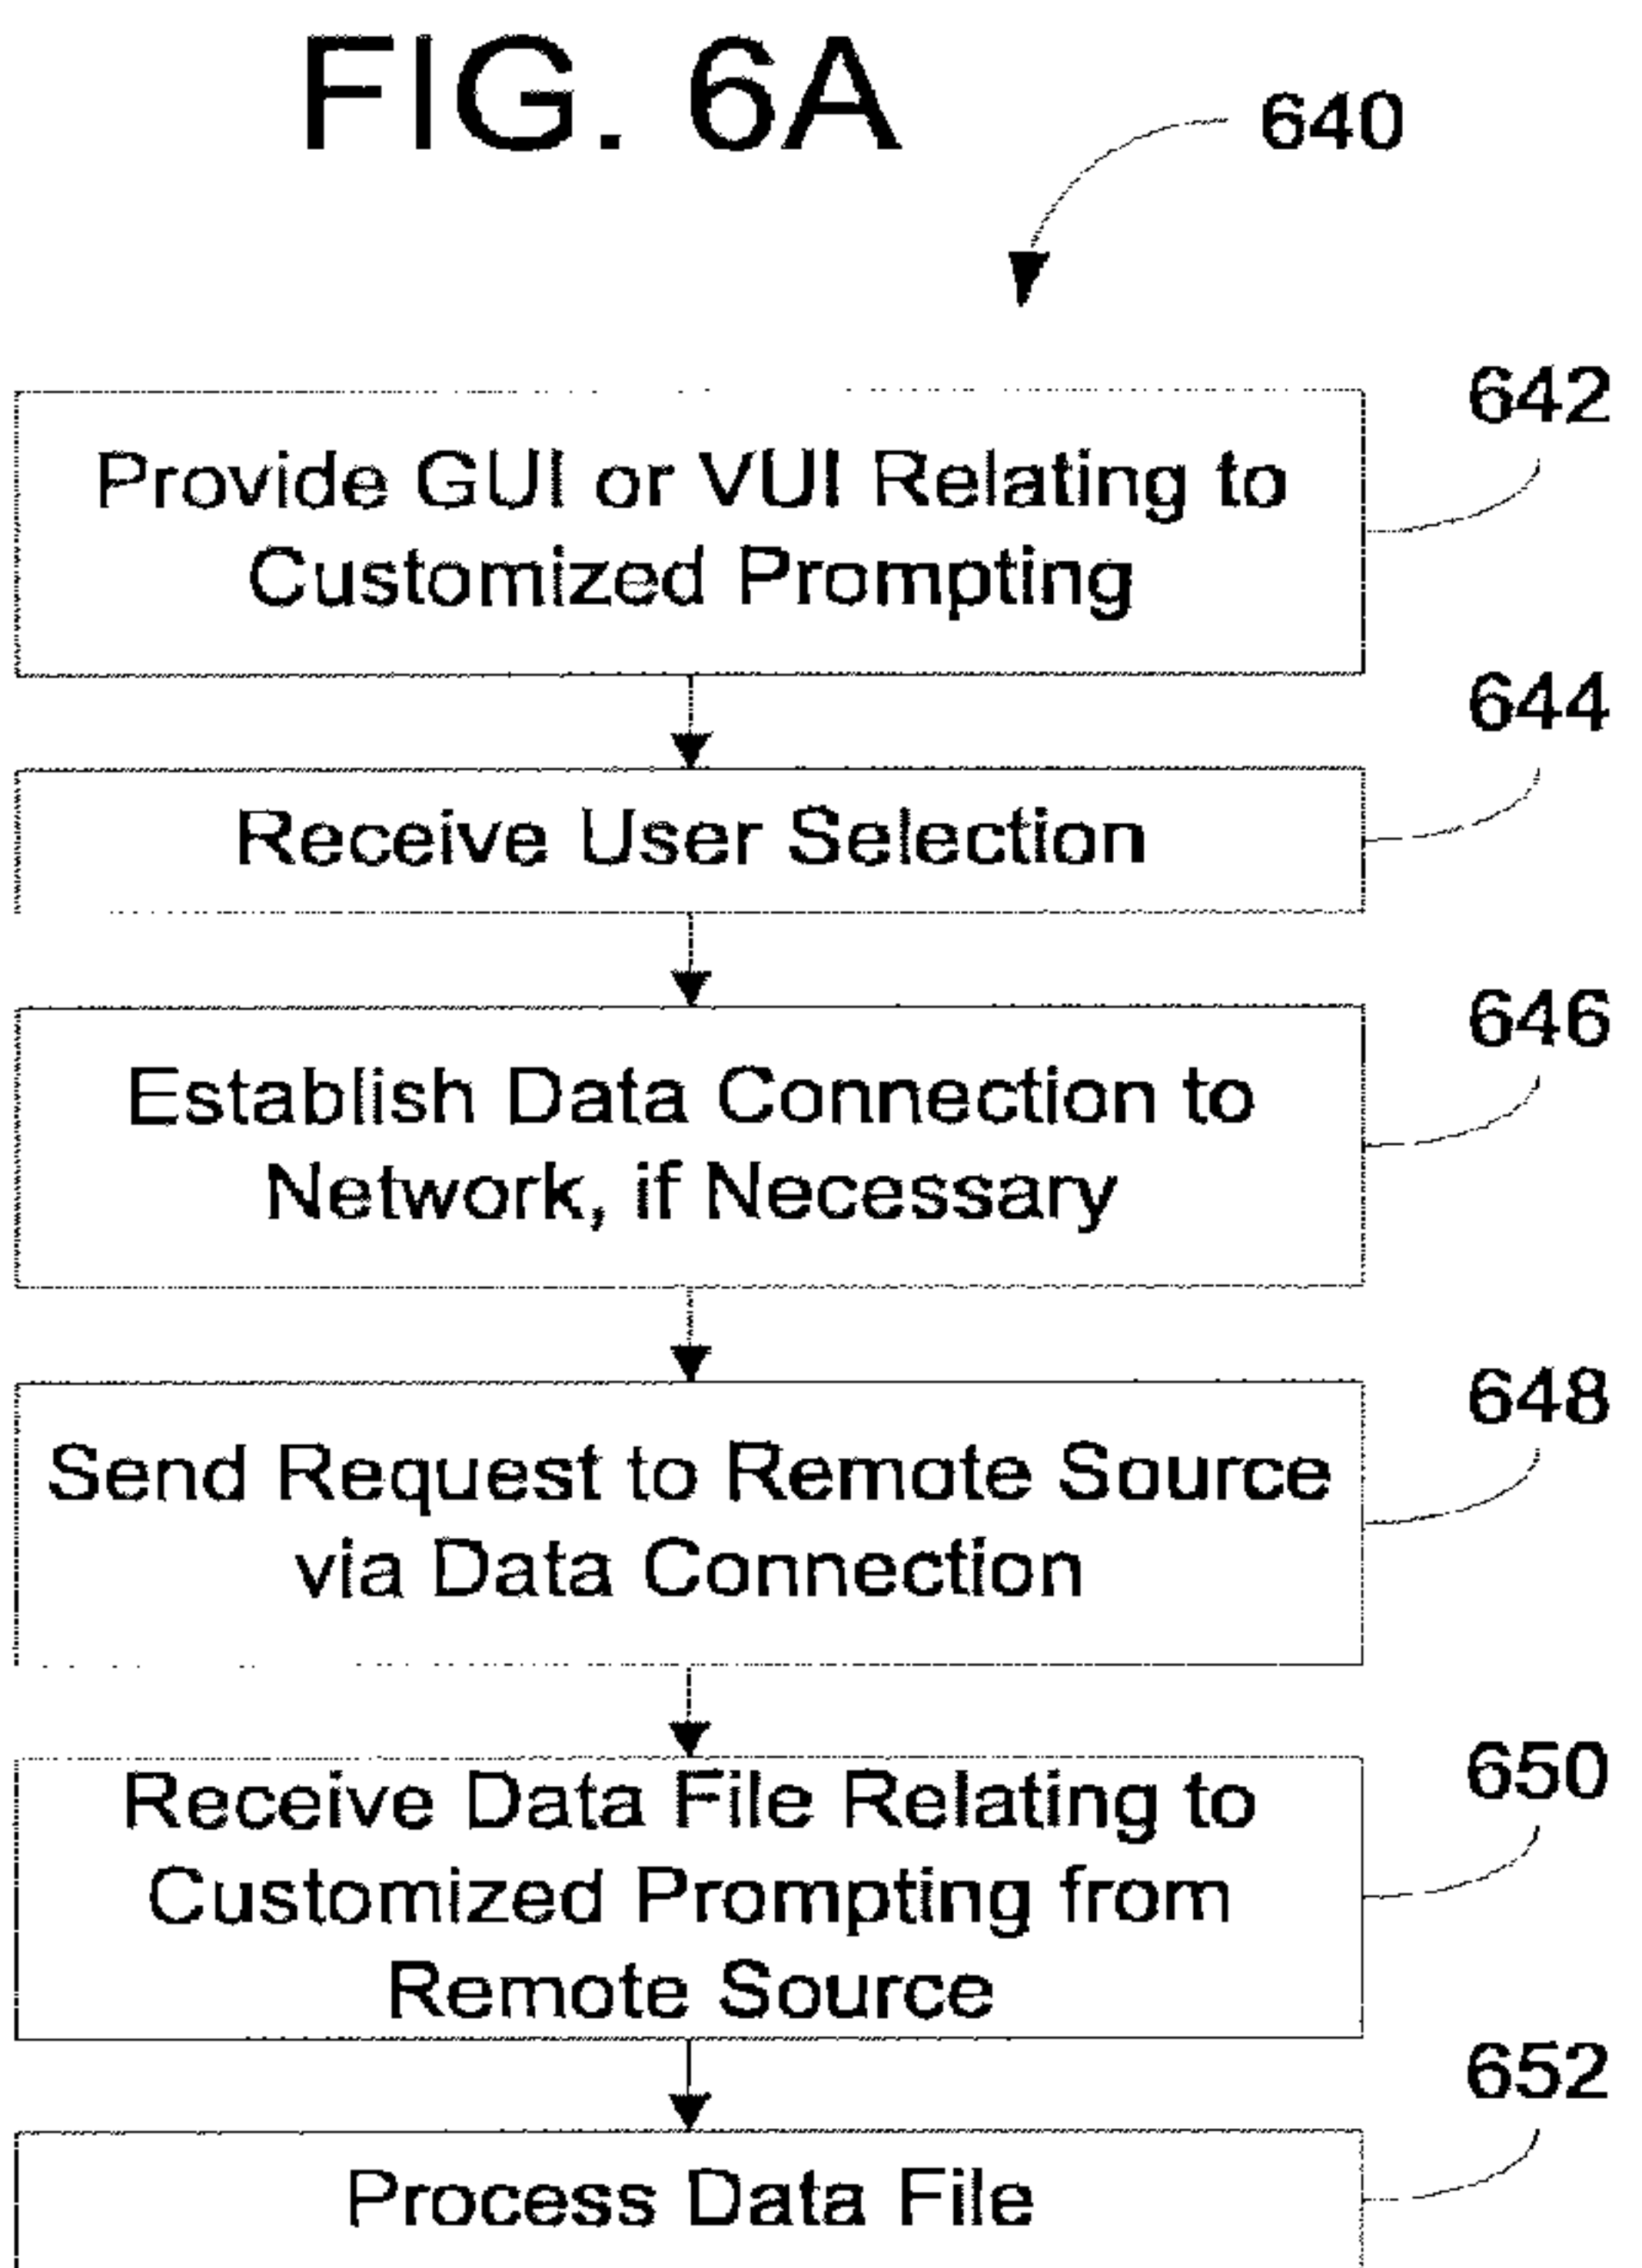 FIG. 6A
640
642
Provide GUI or VUI Relating to
Customized Prompting
644
Receive User Selection
646
Establish Data Connection to
Network, if Necessary
648
Send Request to Remote Source
via Data Connection
650
Receive Data File Relating to
Customized Prompting from
Remote Source
652
Process Data File